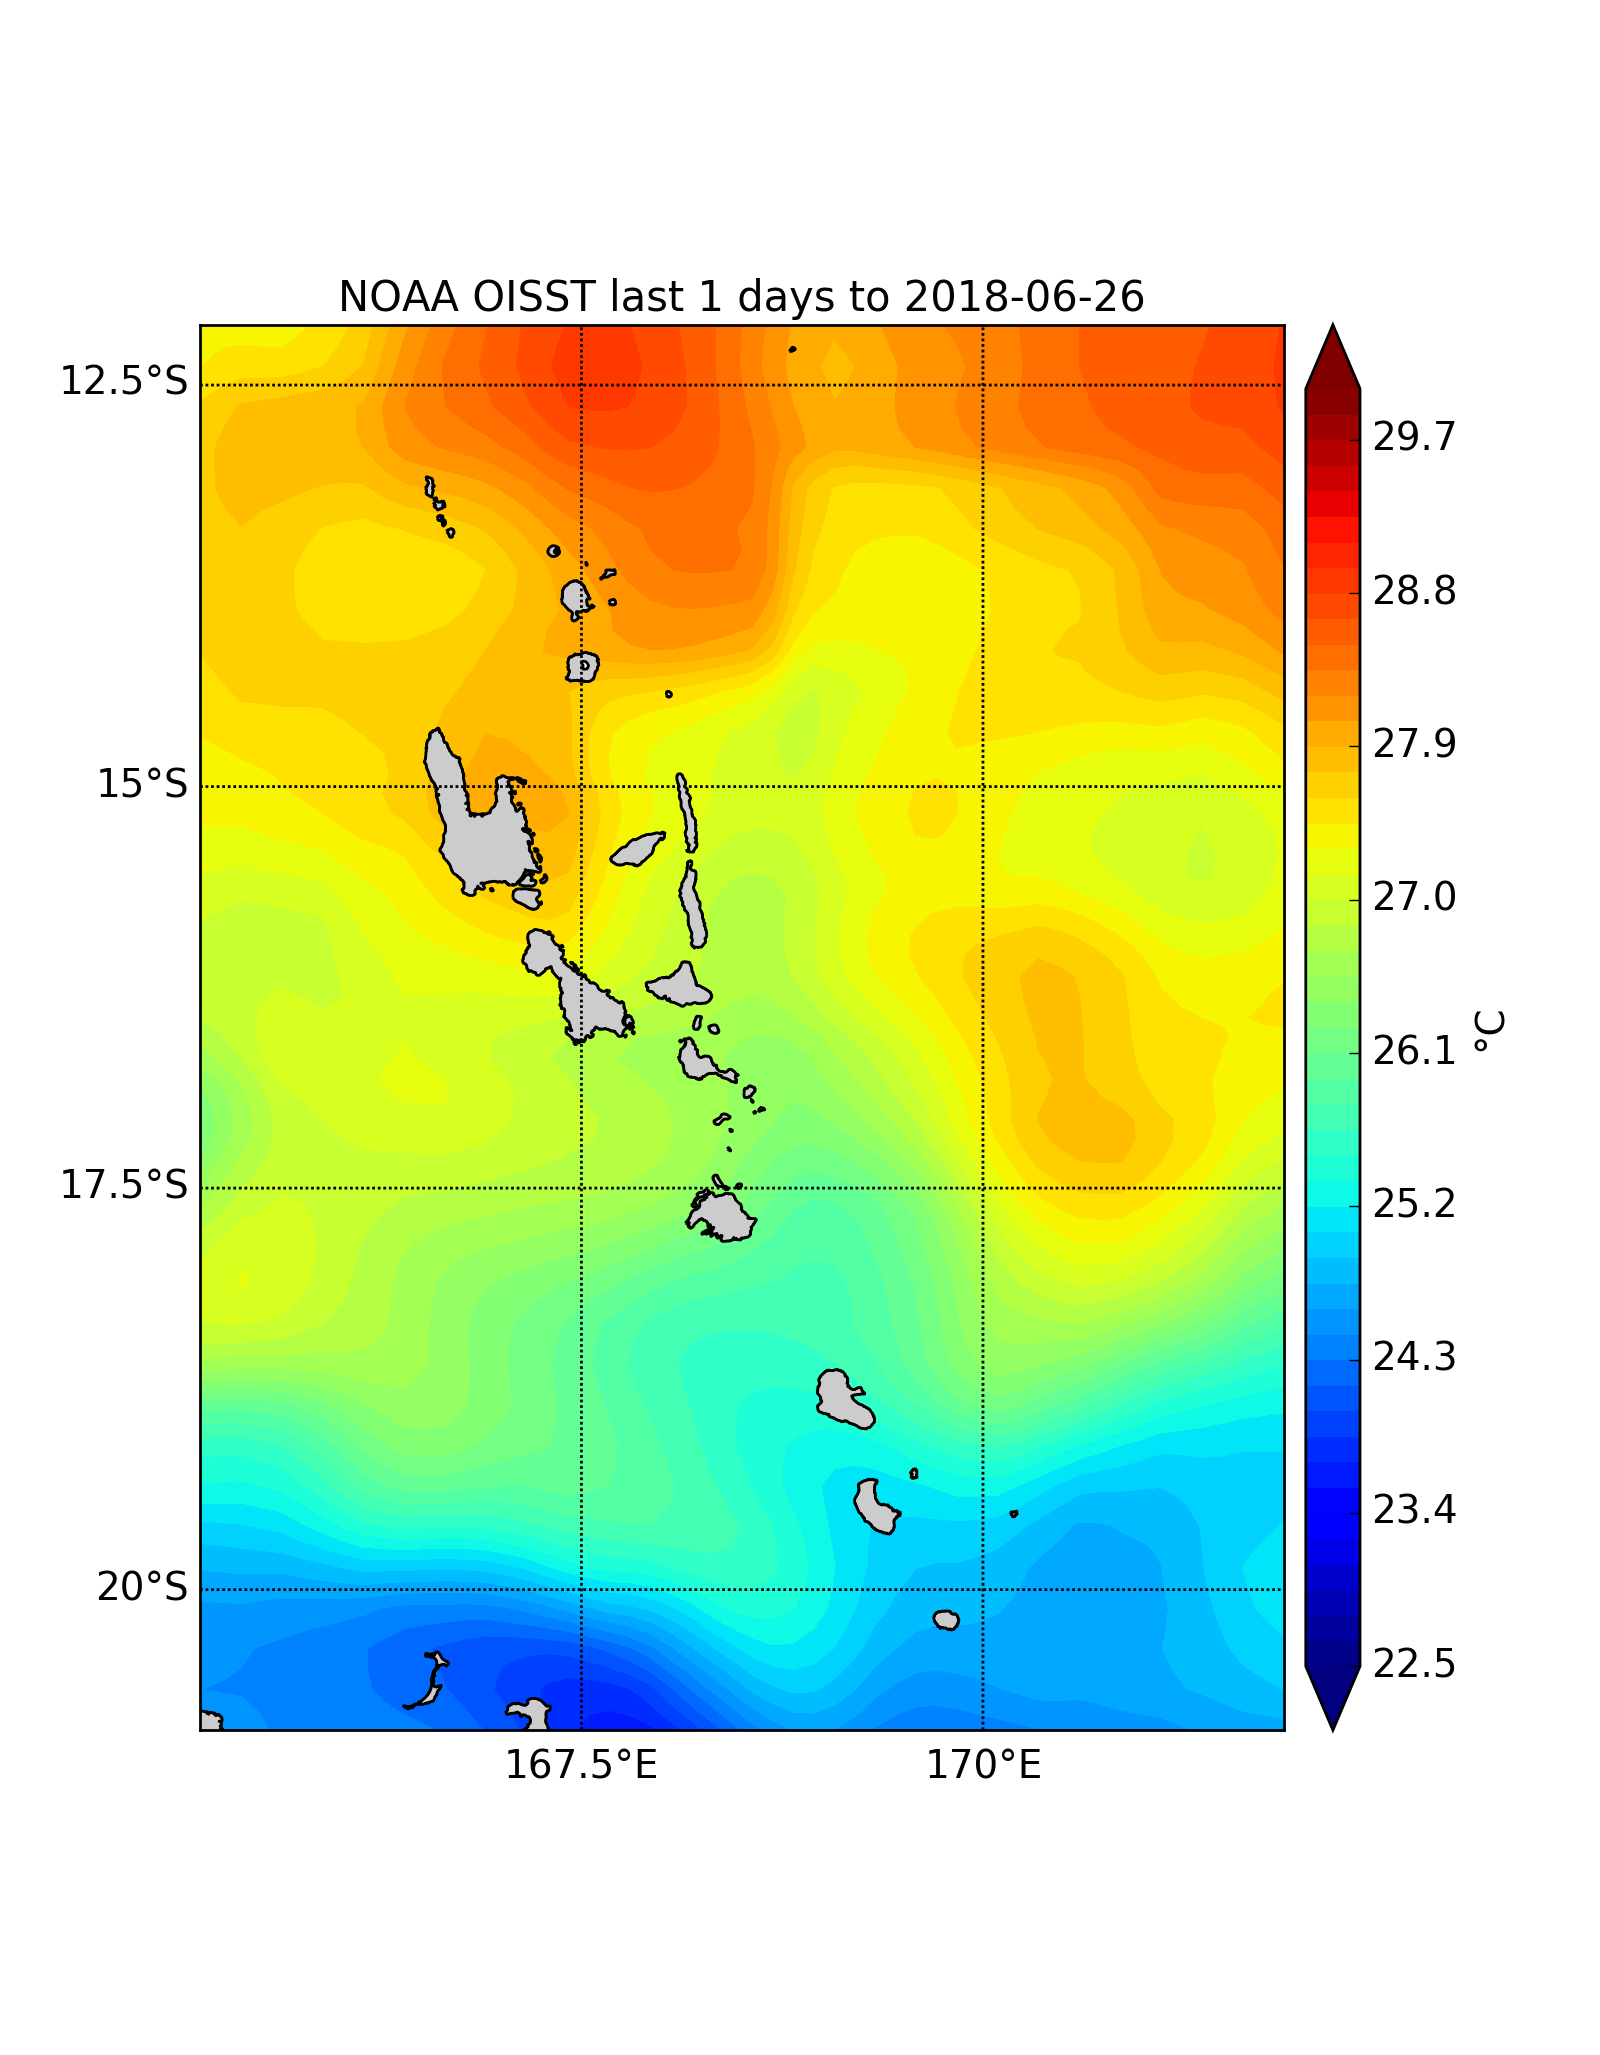 NOAA OISST last 1 days to 2018-06-26
12.5°S
15°S
17.5°S
20°S
167.5°E
170°E
29.7
28.8
27.9
27.0
26.1
25.2
24.3
23.4
22.5
°C